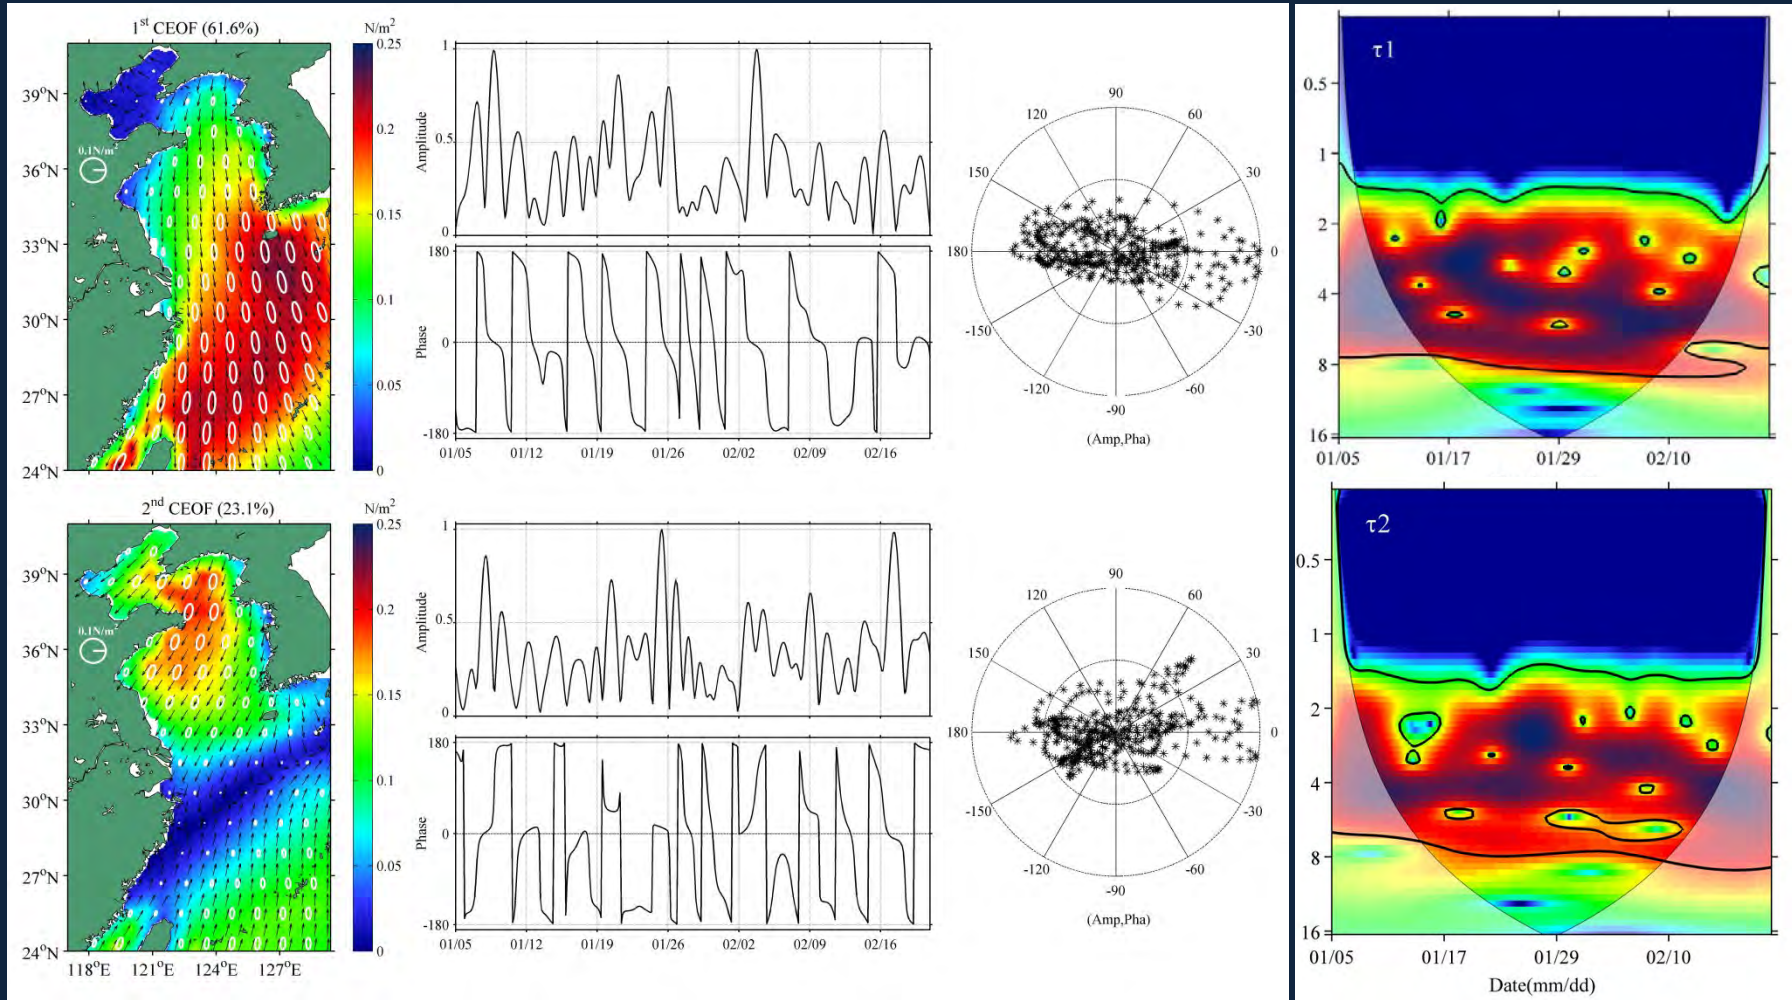 1st CEOF (61.6%)
N/m2
39°N
36°N
33°N
30°N
27°N
24°N
0.1N/m2
0.25
0.2
0.15
0.1
0.05
0
Amplitude
1
0.5
0
Phase
180
0
-180
01/05 01/12 01/19 01/26 02/02 02/09 02/16
90
120 60
150 30
180 0
-150 -30
-120 -60
-90
(Amp,Pha)
τ1
0.5
1
2
4
8
16
01/05 01/17 01/29 02/10
2nd CEOF (23.1%)
N/m2
39°N
36°N
33°N
30°N
27°N
24°N
118°E 121°E 124°E 127°E
0.1N/m2
0.25
0.2
0.15
0.1
0.05
0
Amplitude
1
0.5
0
Phase
180
0
-180
01/05 01/12 01/19 01/26 02/02 02/09 02/16
90
120 60
150 30
180 0
-150 -30
-120 -60
-90
(Amp,Pha)
τ2
0.5
1
2
4
8
16
01/05 01/17 01/29 02/10
Date(mm/dd)